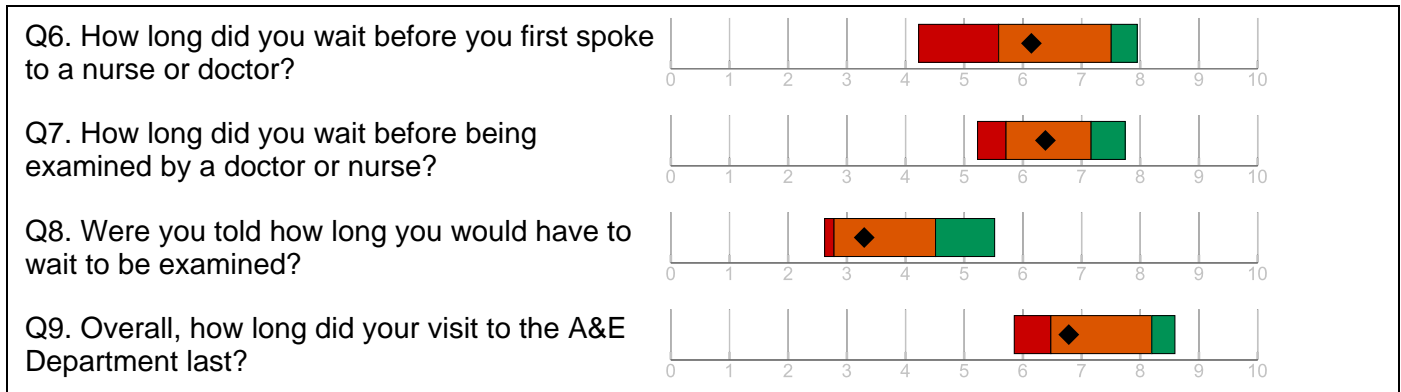 Q6. How long did you wait before you first spoke
to a nurse or doctor?
0 1 2 3 4 5 6 7 8 9 10
Q7. How long did you wait before being
examined by a doctor or nurse?
0 1 2 3 4 5 6 7 8 9 10
Q8. Were you told how long you would have to
wait to be examined?
0 1 2 3 4 5 6 7 8 9 10
Q9. Overall, how long did your visit to the A&E
Department last?
0 1 2 3 4 5 6 7 8 9 10